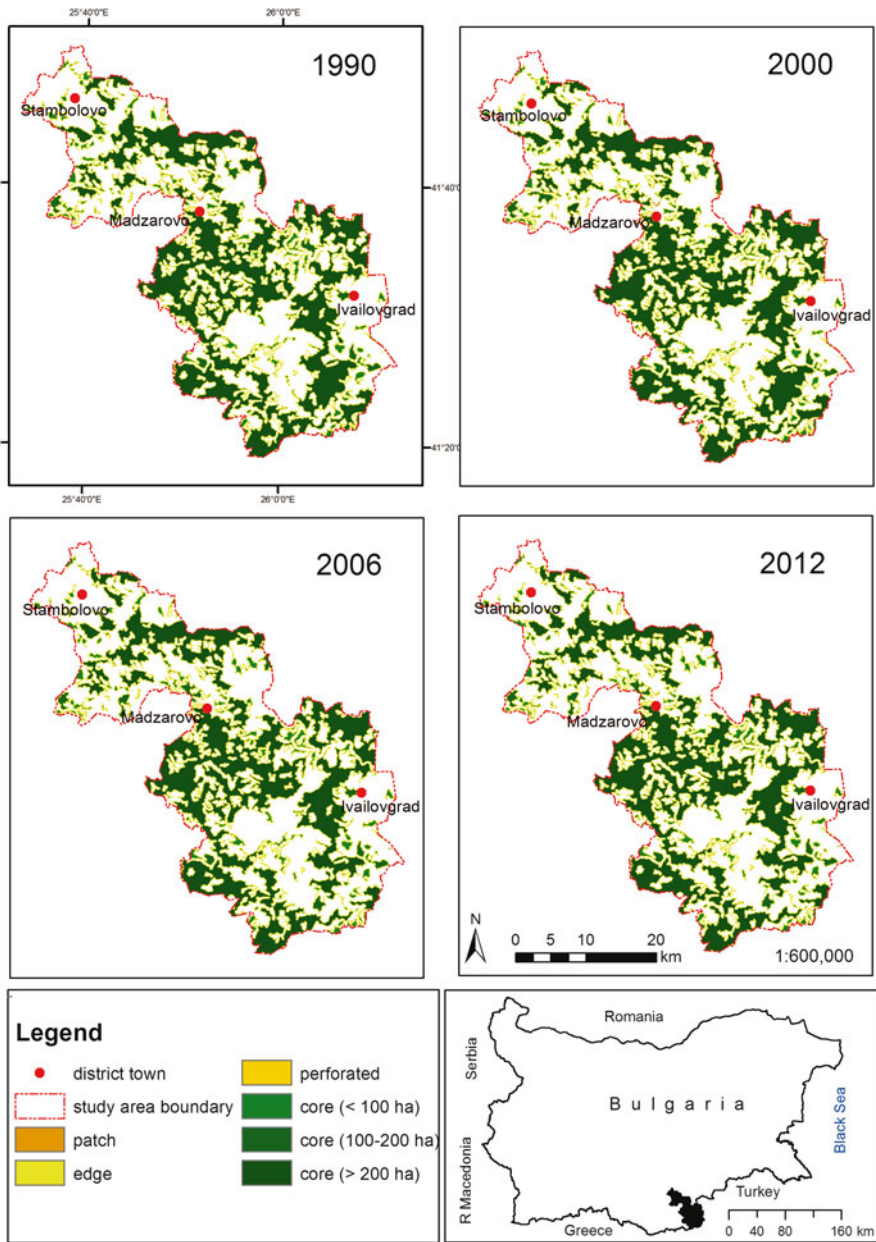 25°40'0"E 26°0'0"E
1990
Stambolovo
Madzarovo
Ivailovgrad
2000
Stambolovo
Madzarovo
Ivailovgrad
41°40'0
41°20'0
25°40'0"E 26°0'0"E
2006
Stambolovo
Madzarovo
Ivailovgrad
2012
Stambolovo
Madzarovo
Ivailovgrad
N
0 5 10 20
km
1:600,000
Legend
district town
study area boundary
patch
edge
perforated
core (< 100 ha)
core (100-200 ha)
core (> 200 ha)
Romania
Serbia
Bulgaria
Black Sea
R Macedonia
Turkey
Greece
0 40 80 160 km